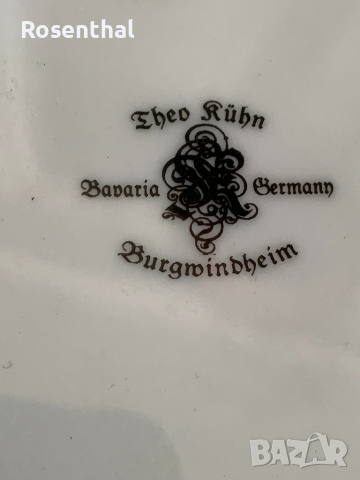 Rosenthal
Theo Kühn
Bavaria Germany
Burgwindheim
BAZAR